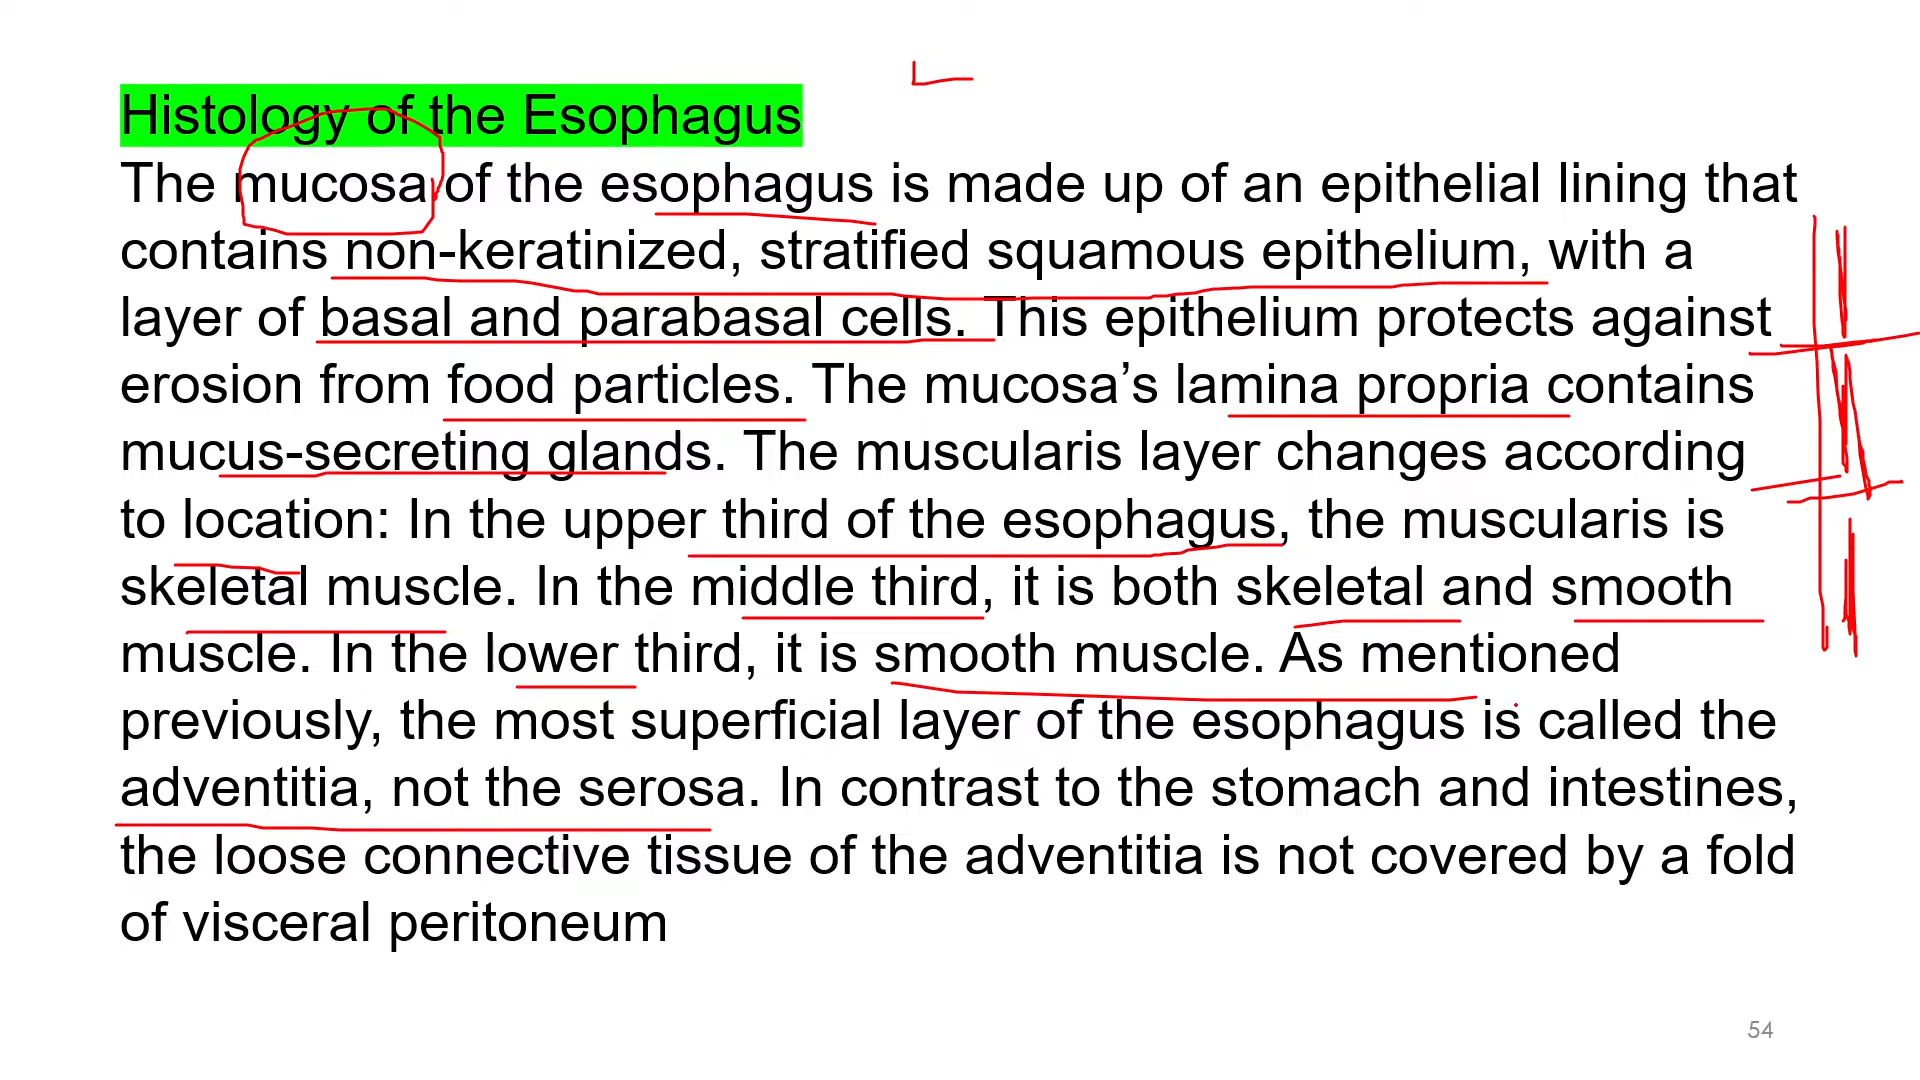 Histology of the Esophagus
The mucosa of the esophagus is made up of an epithelial lining that
contains non-keratinized, stratified squamous epithelium, with a
layer of basal and parabasal cells. This epithelium protects against
erosion from food particles. The mucosa’s lamina propria contains
mucus-secreting glands. The muscularis layer changes according
to location: In the upper third of the esophagus, the muscularis is
skeletal muscle. In the middle third, it is both skeletal and smooth
muscle. In the lower third, it is smooth muscle. As mentioned
previously, the most superficial layer of the esophagus is called the
adventitia, not the serosa. In contrast to the stomach and intestines,
the loose connective tissue of the adventitia is not covered by a fold
of visceral peritoneum
54